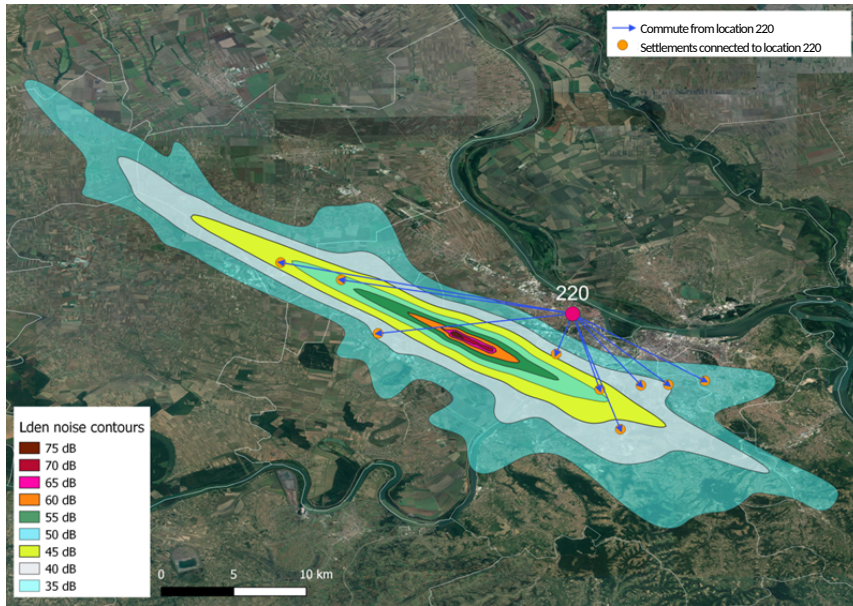 Commute from location 220
Settlements connected to location 220
220
Lden noise contours
75 dB
70 dB
65 dB
60 dB
55 dB
50 dB
45 dB
40 dB
35 dB
0 5 10 km